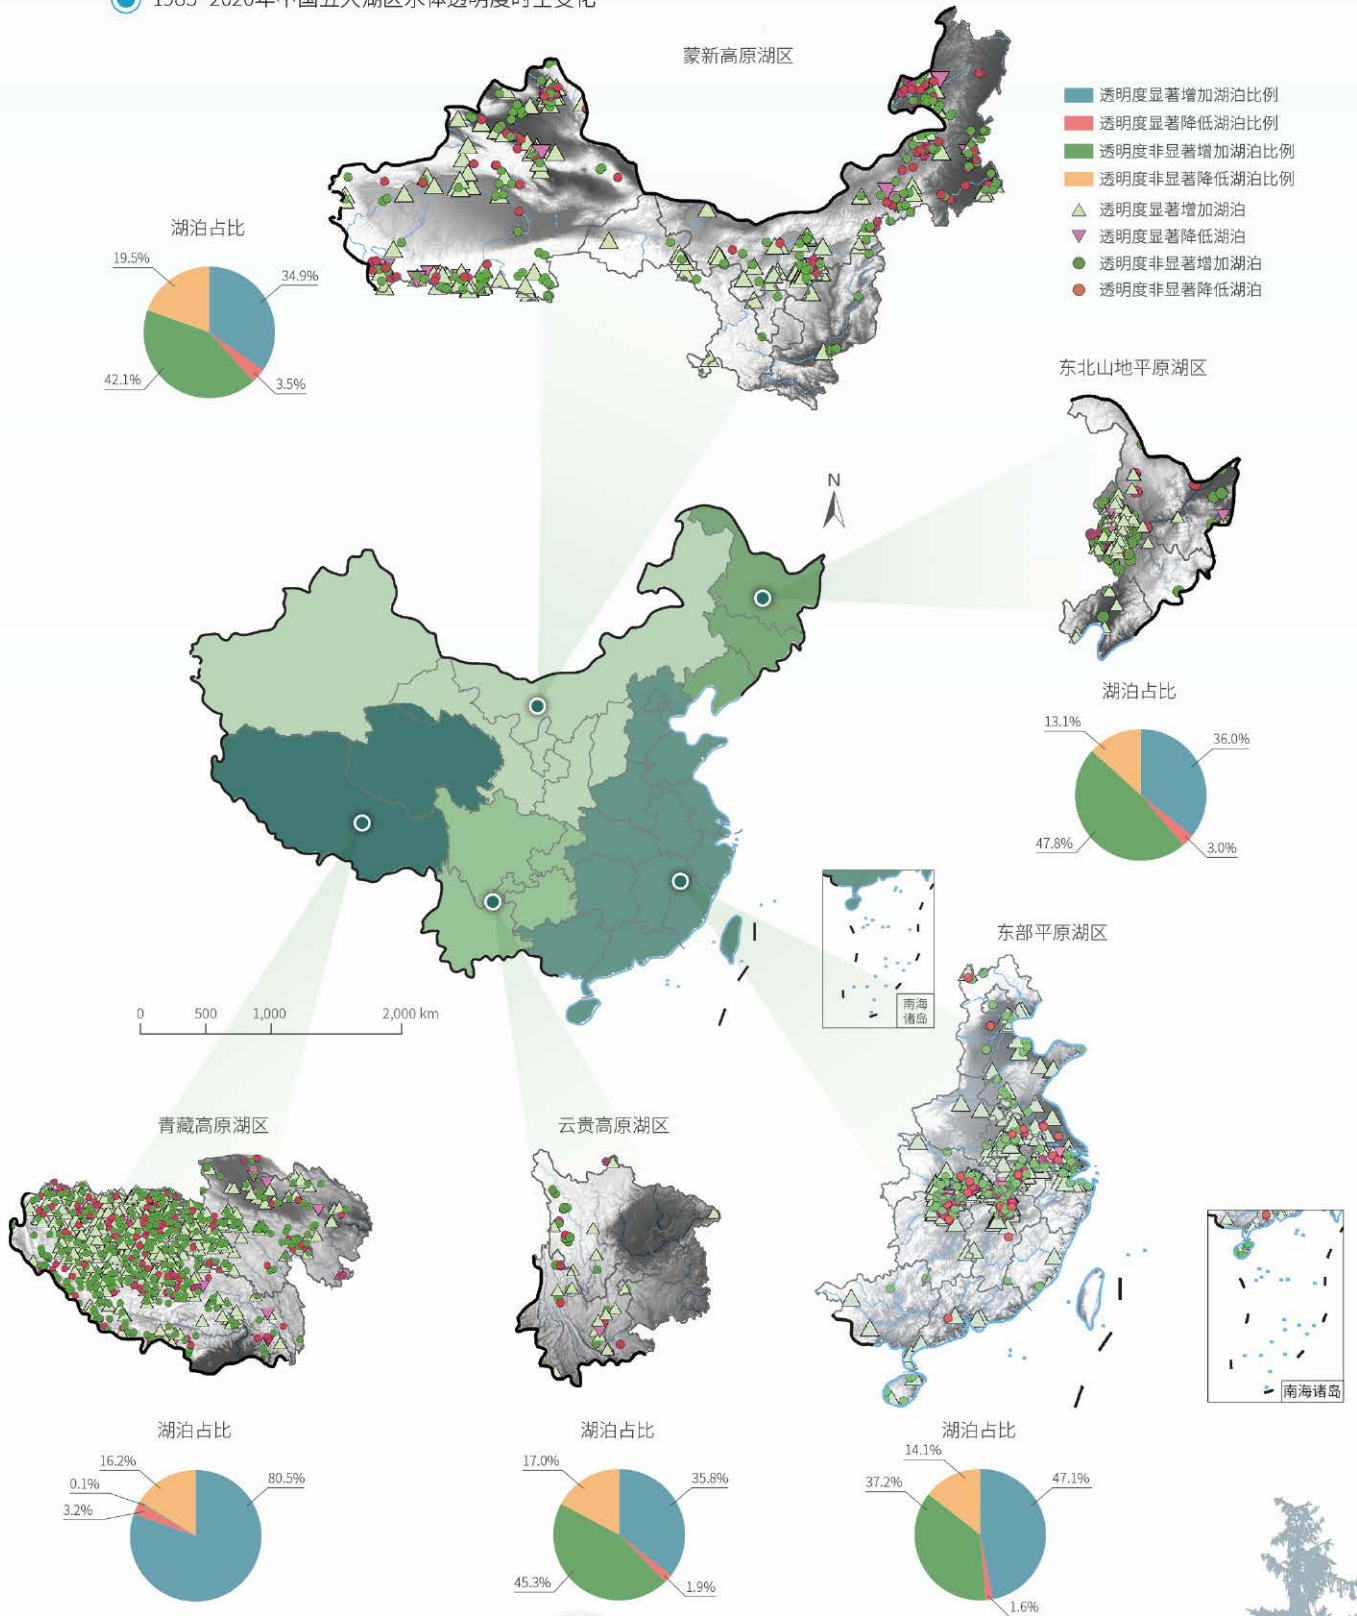 蒙新高原湖区
透明度显著增加湖泊比例
透明度显著降低湖泊比例
透明度非显著增加湖泊比例
透明度非显著降低湖泊比例
透明度显著增加湖泊
透明度显著降低湖泊
透明度非显著增加湖泊
透明度非显著降低湖泊
湖泊占比
19.5%
34.9%
42.1%
3.5%
东北山地平原湖区
N
湖泊占比
13.1%
36.0%
47.8%
3.0%
东部平原湖区
南海
诸岛
0 500 1,000 2,000 km
青藏高原湖区
云贵高原湖区
南海诸岛
湖泊占比
16.2%
80.5%
0.1%
3.2%
湖泊占比
17.0%
35.8%
45.3%
1.9%
湖泊占比
14.1%
47.1%
37.2%
1.6%